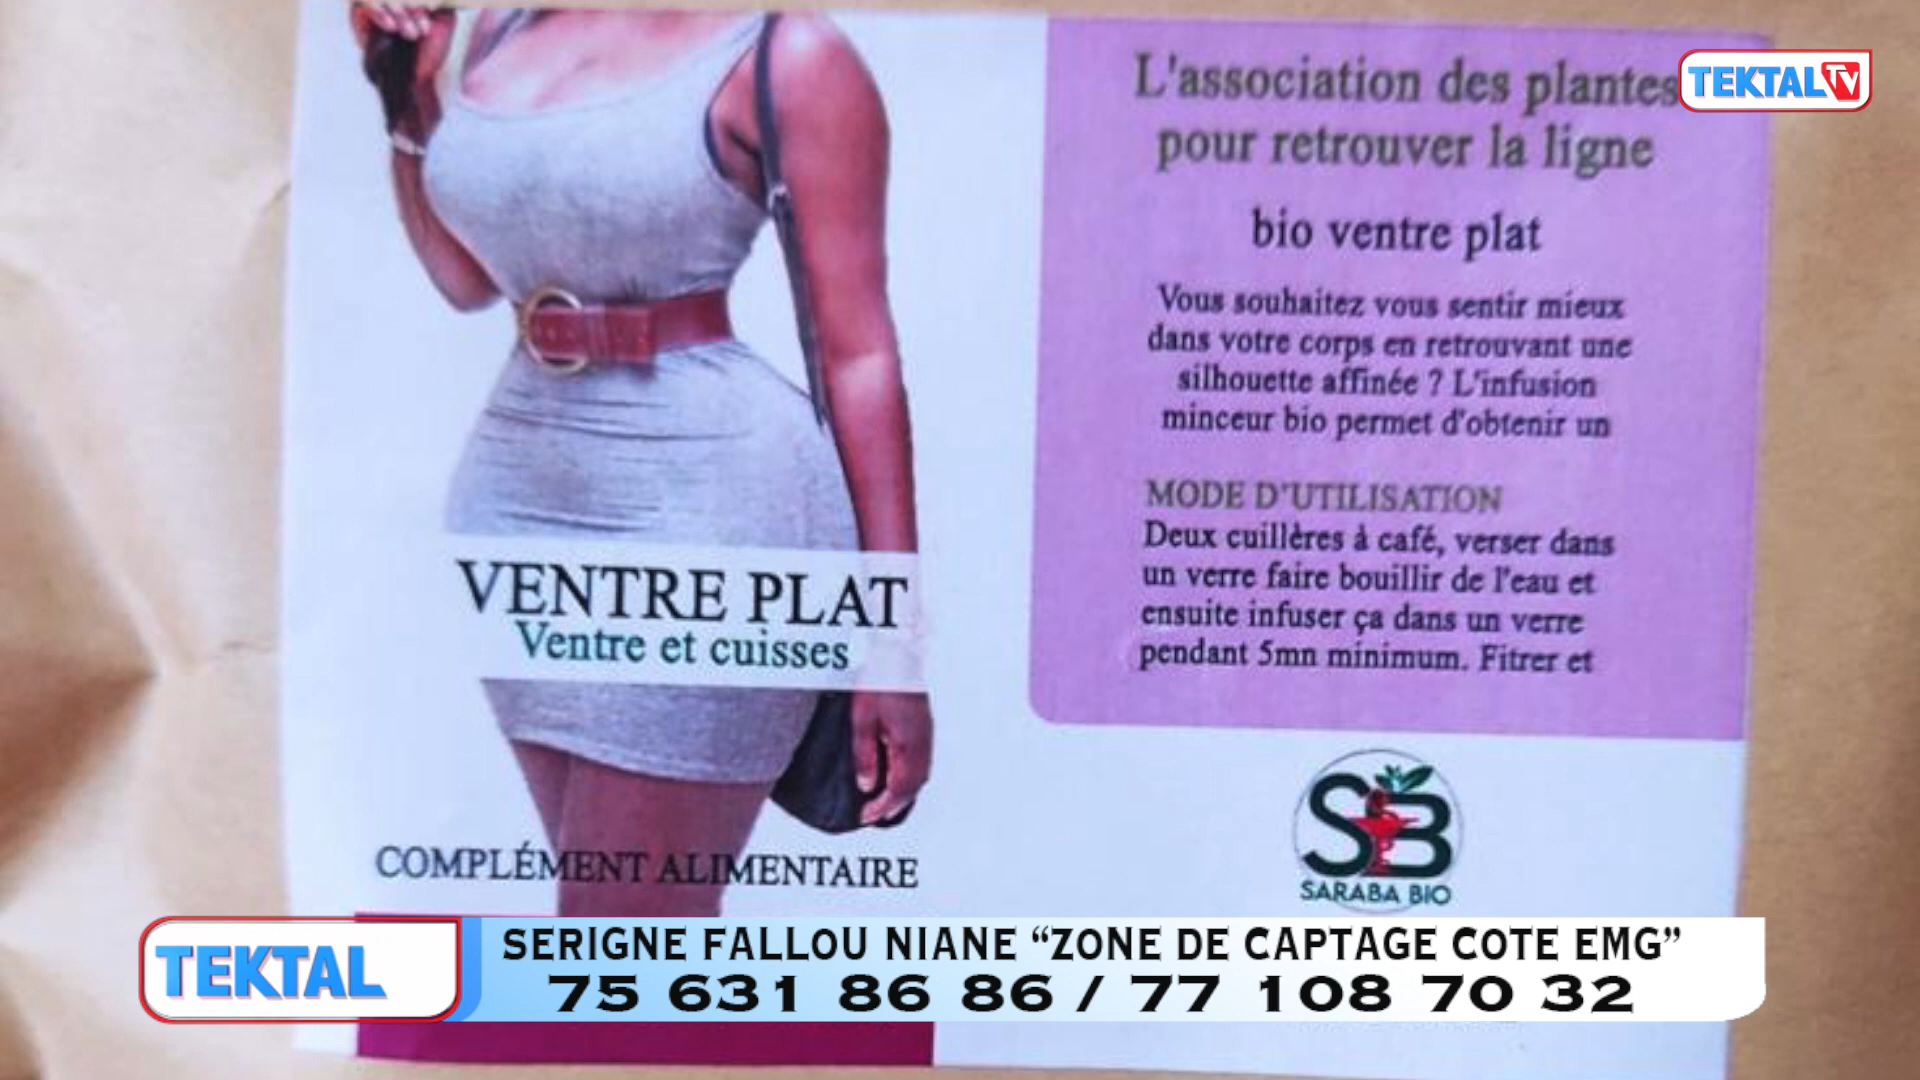 L'association des plantes
pour retrouver la ligne
bio ventre plat
Vous souhaitez vous sentir mieux
dans votre corps en retrouvant une
silhouette affinée ? L'infusion
minceur bio permet d'obtenir un
MODE D'UTILISATION
Deux cuillères à café, verser dans
un verre faire bouillir de l'eau et
ensuite infuser ça dans un verre
pendant 5mn minimum. Fitrer et
VENTRE PLAT
Ventre et cuisses
COMPLÉMENT ALIMENTAIRE
SB
SARABA BIO
TEKTAL TV
TEKTAL
SERIGNE FALLOU NIANE “ZONE DE CAPTAGE COTE EMG”
75 631 86 86 / 77 108 70 32